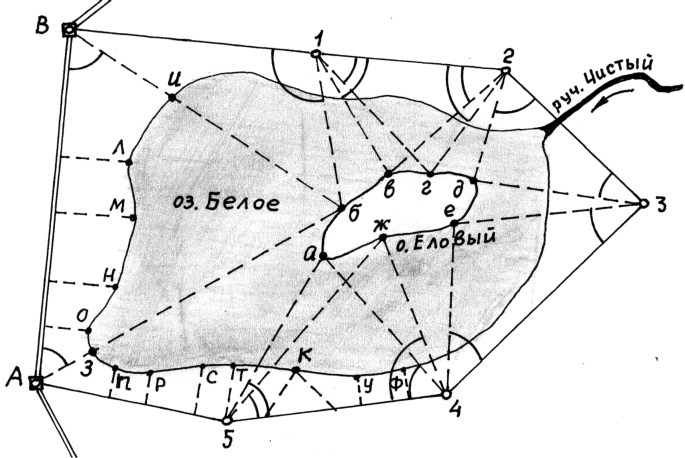 В
1
2
И
руч. Чистый
Л
в
г
д
оз. Белое
б
3
М
е
ж
о. Еловый
а
Н
О
З
К
А
П
Р
С
Т
У
Ф
4
5